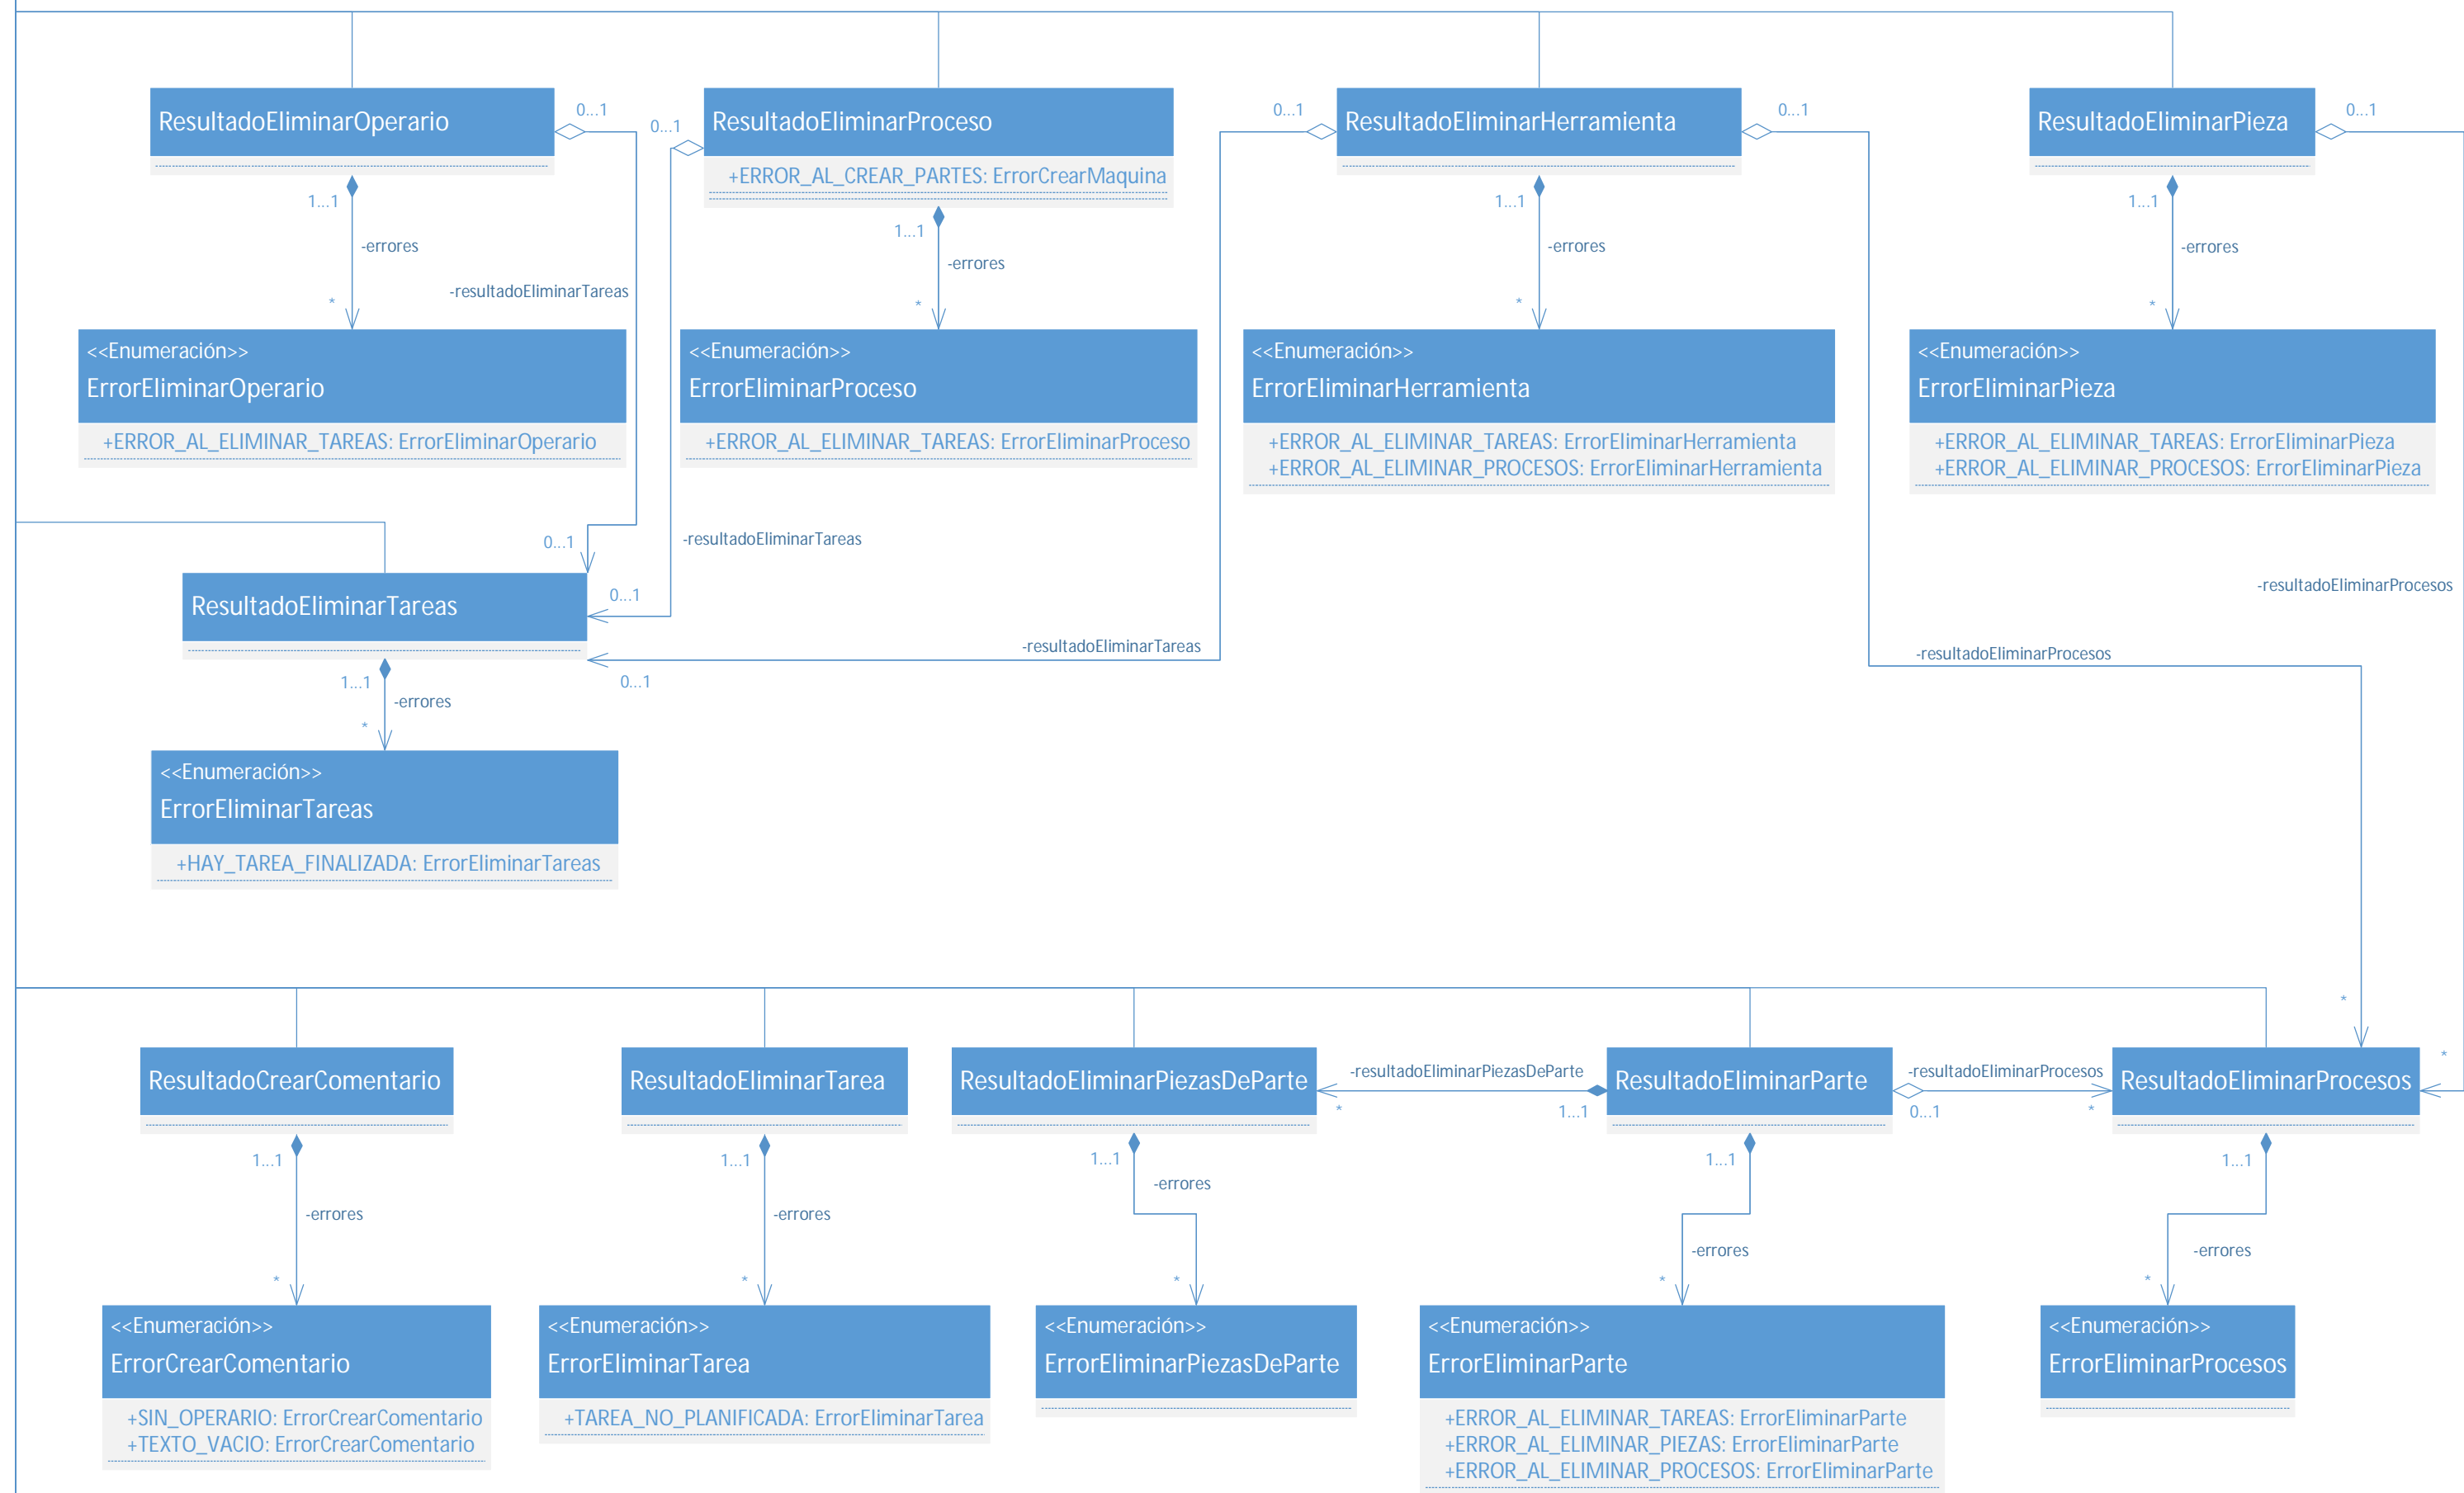 ResultadoEliminarOperario
0...1
1...1
-errores
*
-resultadoEliminarTareas
0...1
<<Enumeración>>
ErrorEliminarOperario
+ERROR_AL_ELIMINAR_TAREAS: ErrorEliminarOperario
ResultadoEliminarProceso
0...1
+ERROR_AL_CREAR_PARTES: ErrorCrearMaquina
1...1
-errores
*
<<Enumeración>>
ErrorEliminarProceso
+ERROR_AL_ELIMINAR_TAREAS: ErrorEliminarProceso
-resultadoEliminarTareas
0...1
0...1
ResultadoEliminarHerramienta
0...1
1...1
-errores
*
<<Enumeración>>
ErrorEliminarHerramienta
+ERROR_AL_ELIMINAR_TAREAS: ErrorEliminarHerramienta
+ERROR_AL_ELIMINAR_PROCESOS: ErrorEliminarHerramienta
-resultadoEliminarTareas
0...1
-resultadoEliminarProcesos
*
ResultadoEliminarPieza
0...1
1...1
-errores
*
<<Enumeración>>
ErrorEliminarPieza
+ERROR_AL_ELIMINAR_TAREAS: ErrorEliminarPieza
+ERROR_AL_ELIMINAR_PROCESOS: ErrorEliminarPieza
-resultadoEliminarProcesos
*
ResultadoEliminarTareas
1...1
-errores
*
<<Enumeración>>
ErrorEliminarTareas
+HAY_TAREA_FINALIZADA: ErrorEliminarTareas
ResultadoCrearComentario
1...1
-errores
*
<<Enumeración>>
ErrorCrearComentario
+SIN_OPERARIO: ErrorCrearComentario
+TEXTO_VACIO: ErrorCrearComentario
ResultadoEliminarTarea
1...1
-errores
*
<<Enumeración>>
ErrorEliminarTarea
+TAREA_NO_PLANIFICADA: ErrorEliminarTarea
ResultadoEliminarPiezasDeParte
1...1
-errores
*
<<Enumeración>>
ErrorEliminarPiezasDeParte
-resultadoEliminarPiezasDeParte
*
1...1
ResultadoEliminarParte
1...1
-errores
*
<<Enumeración>>
ErrorEliminarParte
+ERROR_AL_ELIMINAR_TAREAS: ErrorEliminarParte
+ERROR_AL_ELIMINAR_PIEZAS: ErrorEliminarParte
+ERROR_AL_ELIMINAR_PROCESOS: ErrorEliminarParte
-resultadoEliminarProcesos
0...1
*
ResultadoEliminarProcesos
1...1
-errores
*
<<Enumeración>>
ErrorEliminarProcesos